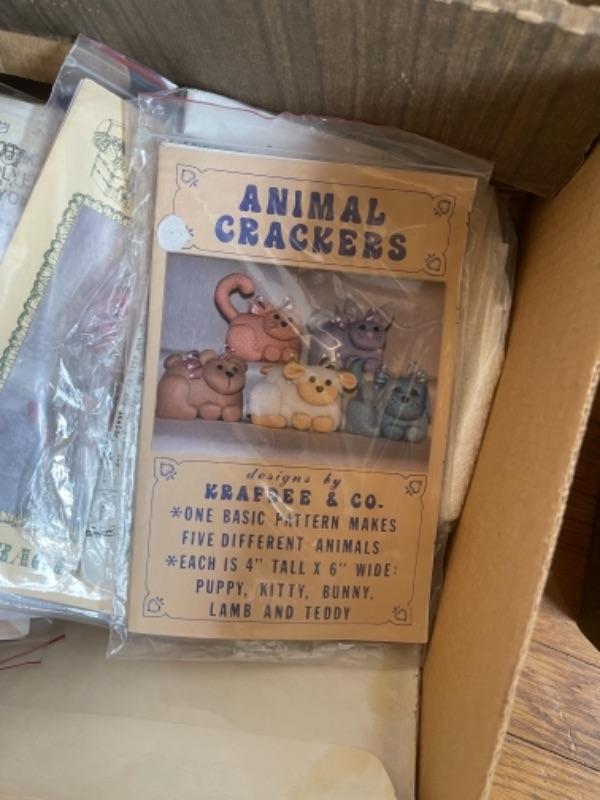 ANIMAL
CRACKERS
designs by
KRAFREE & CO.
*ONE BASIC PATTERN MAKES
FIVE DIFFERENT ANIMALS
*EACH IS 4" TALL X 6" WIDE:
PUPPY, KITTY, BUNNY,
LAMB AND TEDDY